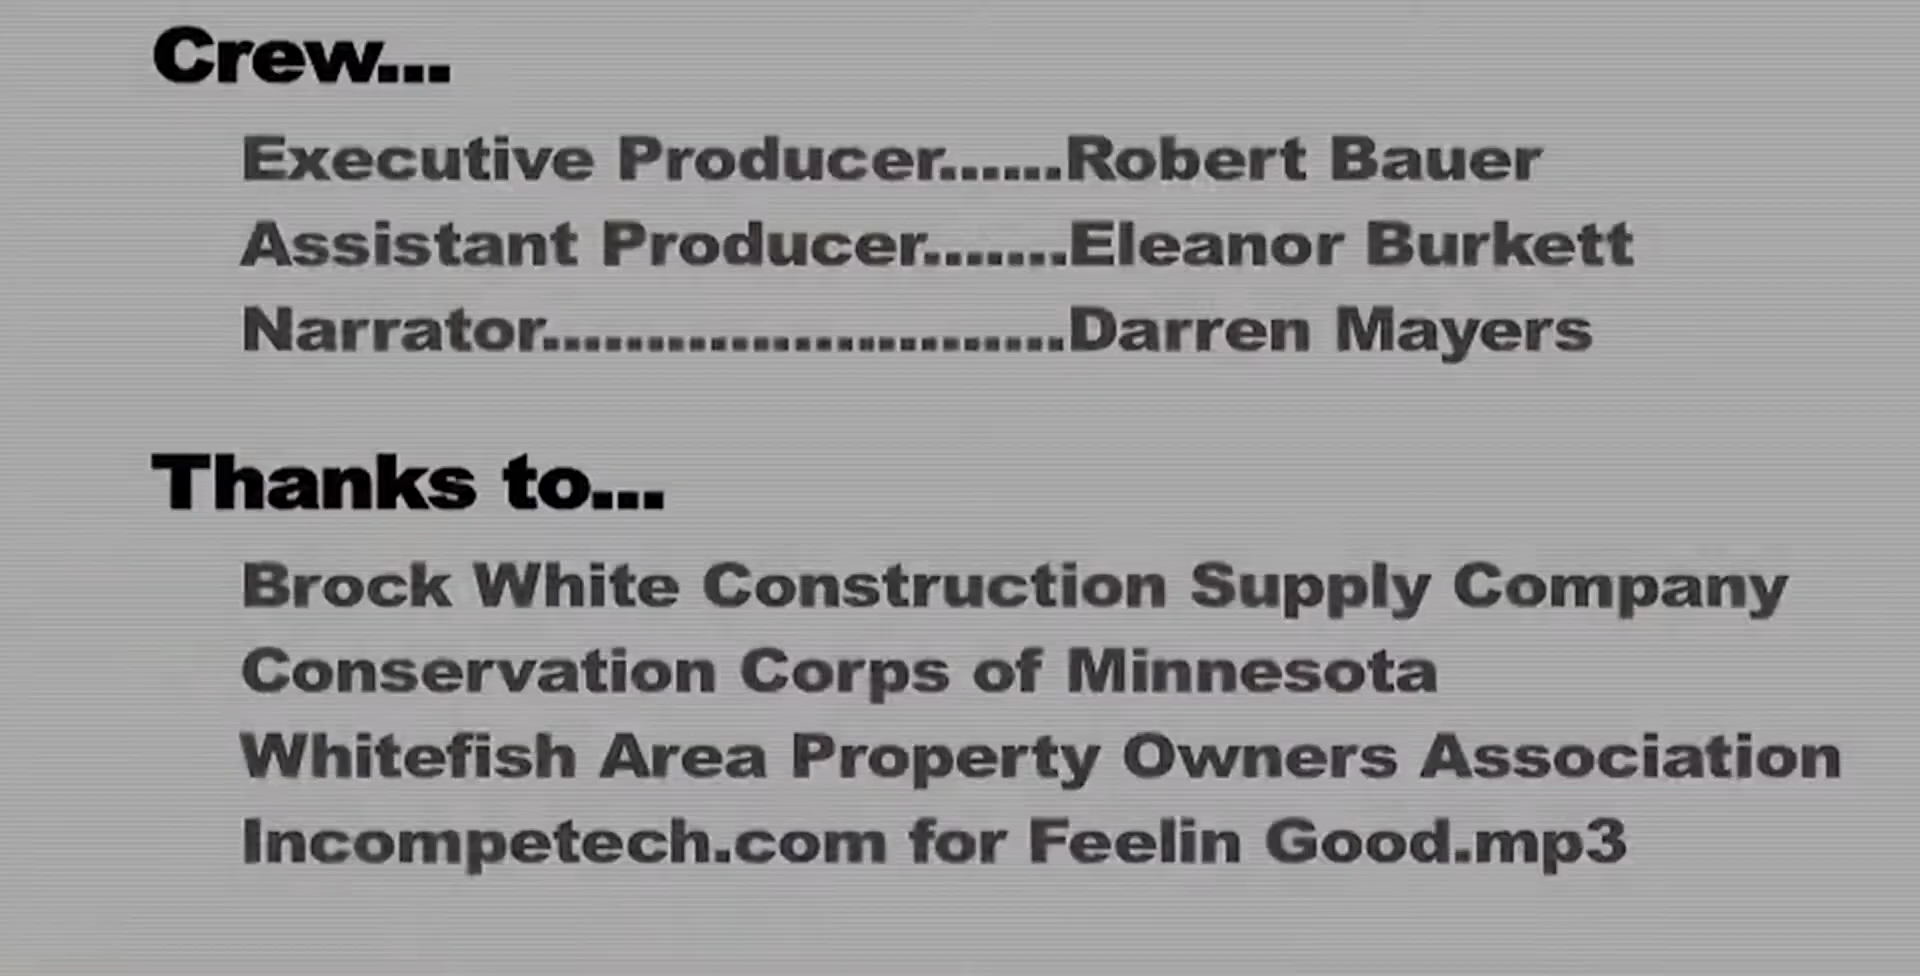 Crew...
Executive Producer......Robert Bauer
Assistant Producer.......Eleanor Burkett
Narrator.........................Darren Mayers
Thanks to...
Brock White Construction Supply Company
Conservation Corps of Minnesota
Whitefish Area Property Owners Association
Incompetech.com for Feelin Good.mp3